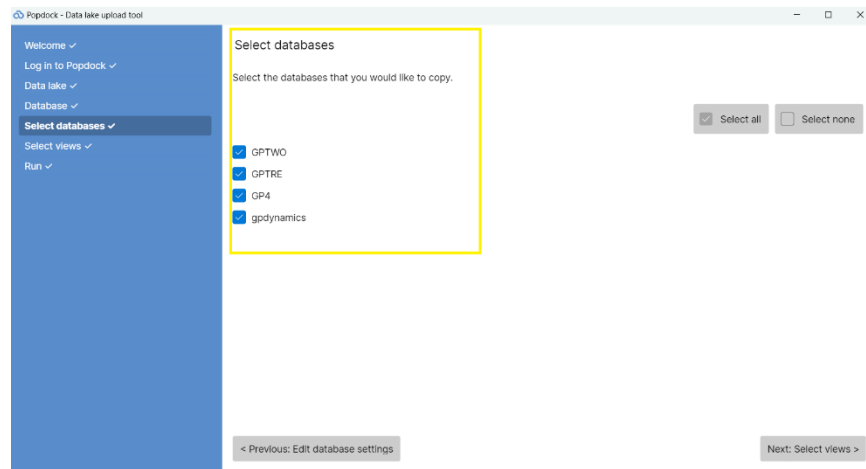 Popdock - Data lake upload tool
Welcome ✓
Log in to Popdock ✓
Data lake ✓
Database ✓
Select databases ✓
Select views ✓
Run ✓
Select databases
Select the databases that you would like to copy.
Select all
Select none
GPTWO
GPTRE
GP4
gpdynamics
< Previous: Edit database settings
Next: Select views >